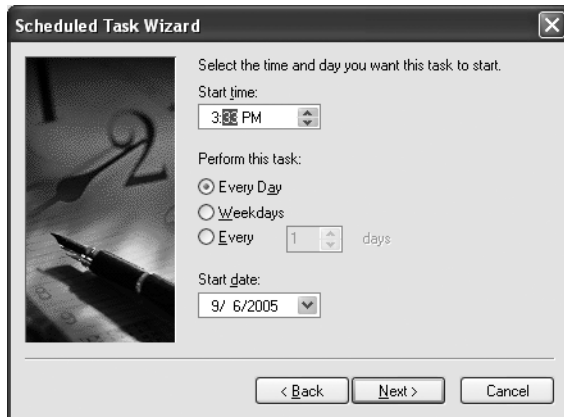 Scheduled Task Wizard
Select the time and day you want this task to start.
Start time:
3:33 PM
Perform this task:
Every Day
Weekdays
Every 1 days
Start date:
9/ 6/2005
< Back Next > Cancel